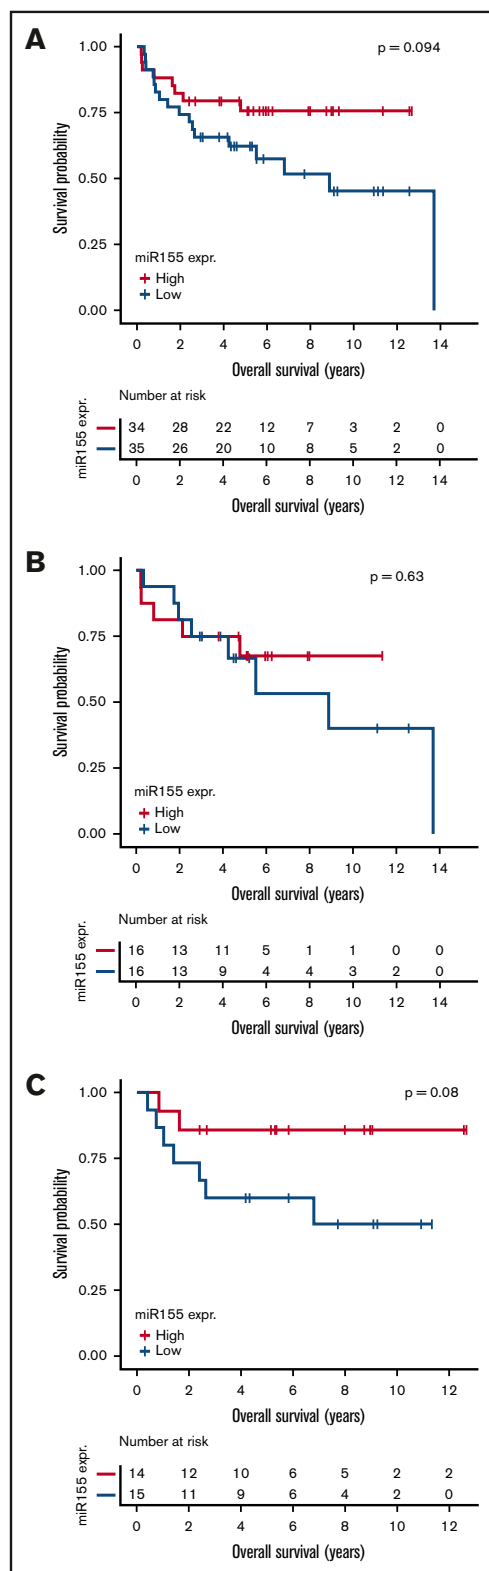 A
p = 0.094
1.00
0.75
0.50
0.25
0.00
Survival probability
miR155 expr.
High
Low
0 2 4 6 8 10 12 14
Overall survival (years)
Number at risk
miR155 expr.
34 28 22 12 7 3 2 0
35 26 20 10 8 5 2 0
0 2 4 6 8 10 12 14
Overall survival (years)
B
p = 0.63
1.00
0.75
0.50
0.25
0.00
Survival probability
miR155 expr.
High
Low
0 2 4 6 8 10 12 14
Overall survival (years)
Number at risk
miR155 expr.
16 13 11 5 1 1 0 0
16 13 9 4 4 3 2 0
0 2 4 6 8 10 12 14
Overall survival (years)
C
p = 0.08
1.00
0.75
0.50
0.25
0.00
Survival probability
miR155 expr.
High
Low
0 2 4 6 8 10 12
Overall survival (years)
Number at risk
miR155 expr.
14 12 10 6 5 2 2
15 11 9 6 4 2 0
0 2 4 6 8 10 12
Overall survival (years)